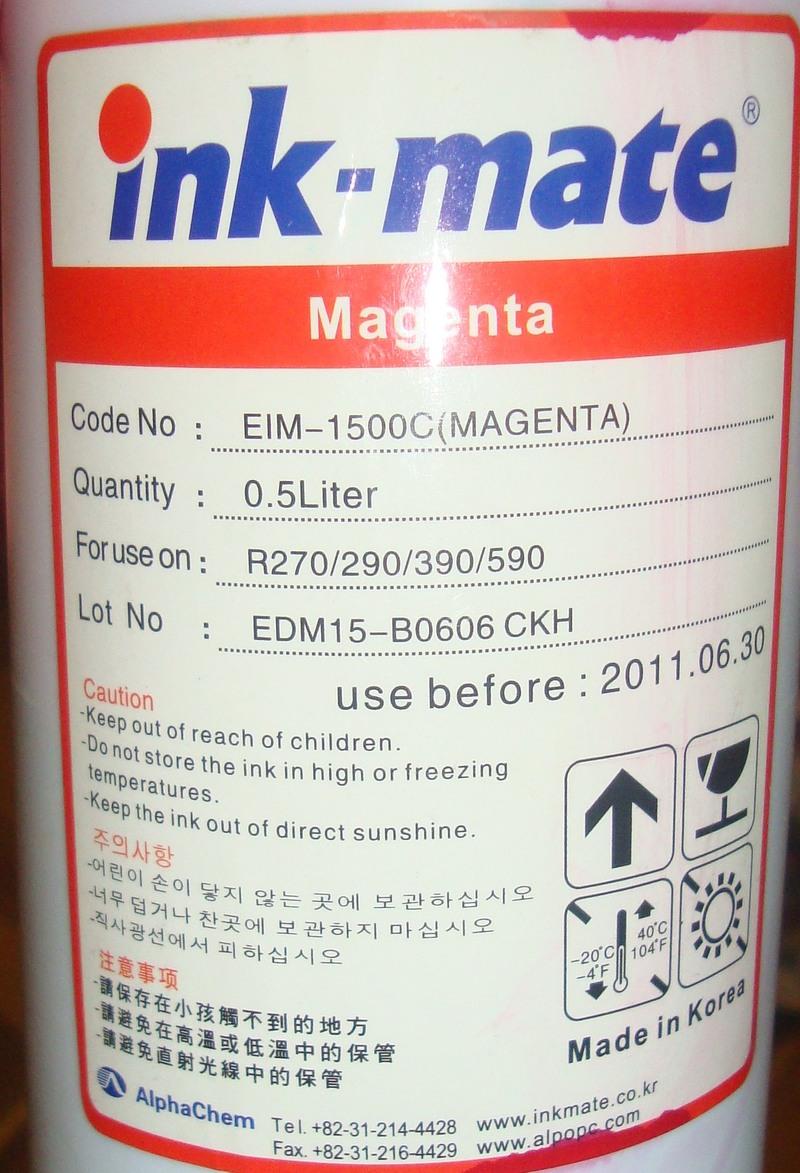 ink-mate®
Magenta
Code No : EIM-1500C(MAGENTA)
Quantity : 0.5Liter
For use on : R270/290/390/590
Lot No : EDM15-B0606 CKH
use before : 2011.06.30
Caution
-Keep out of reach of children.
-Do not store the ink in high or freezing
temperatures.
-Keep the ink out of direct sunshine.
주의사항
-어린이 손이 닿지 않는 곳에 보관하십시오
-너무 덥거나 찬곳에 보관하지 마십시오
-직사광선에서 피하십시오
注意事项
-請保存在小孩觸不到的地方
-請避免在高溫或低溫中的保管
-請避免直射光線中的保管
-20°C
-4°F
40°C
104°F
Made in Korea
AlphaChem
Tel. +82-31-214-4428 www.inkmate.co.kr
Fax. +82-31-216-4429 www.alpopc.com